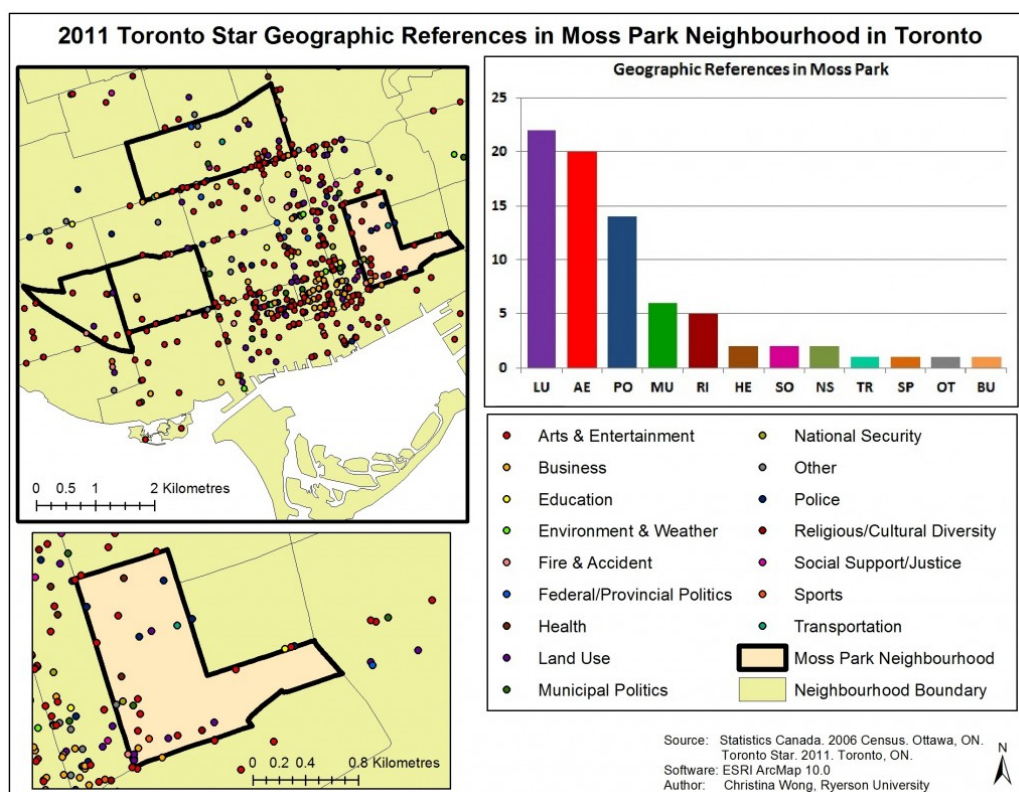 2011 Toronto Star Geographic References in Moss Park Neighbourhood in Toronto
0 0.5 1 2 Kilometres
0 0.2 0.4 0.8 Kilometres
Geographic References in Moss Park
25
20
15
10
5
0
LU AE PO MU RI HE SO NS TR SP OT BU
Arts & Entertainment
Business
Education
Environment & Weather
Fire & Accident
Federal/Provincial Politics
Health
Land Use
Municipal Politics
National Security
Other
Police
Religious/Cultural Diversity
Social Support/Justice
Sports
Transportation
Moss Park Neighbourhood
Neighbourhood Boundary
Source: Statistics Canada. 2006 Census. Ottawa, ON.
Toronto Star. 2011. Toronto, ON.
Software: ESRI ArcMap 10.0
Author: Christina Wong, Ryerson University
N